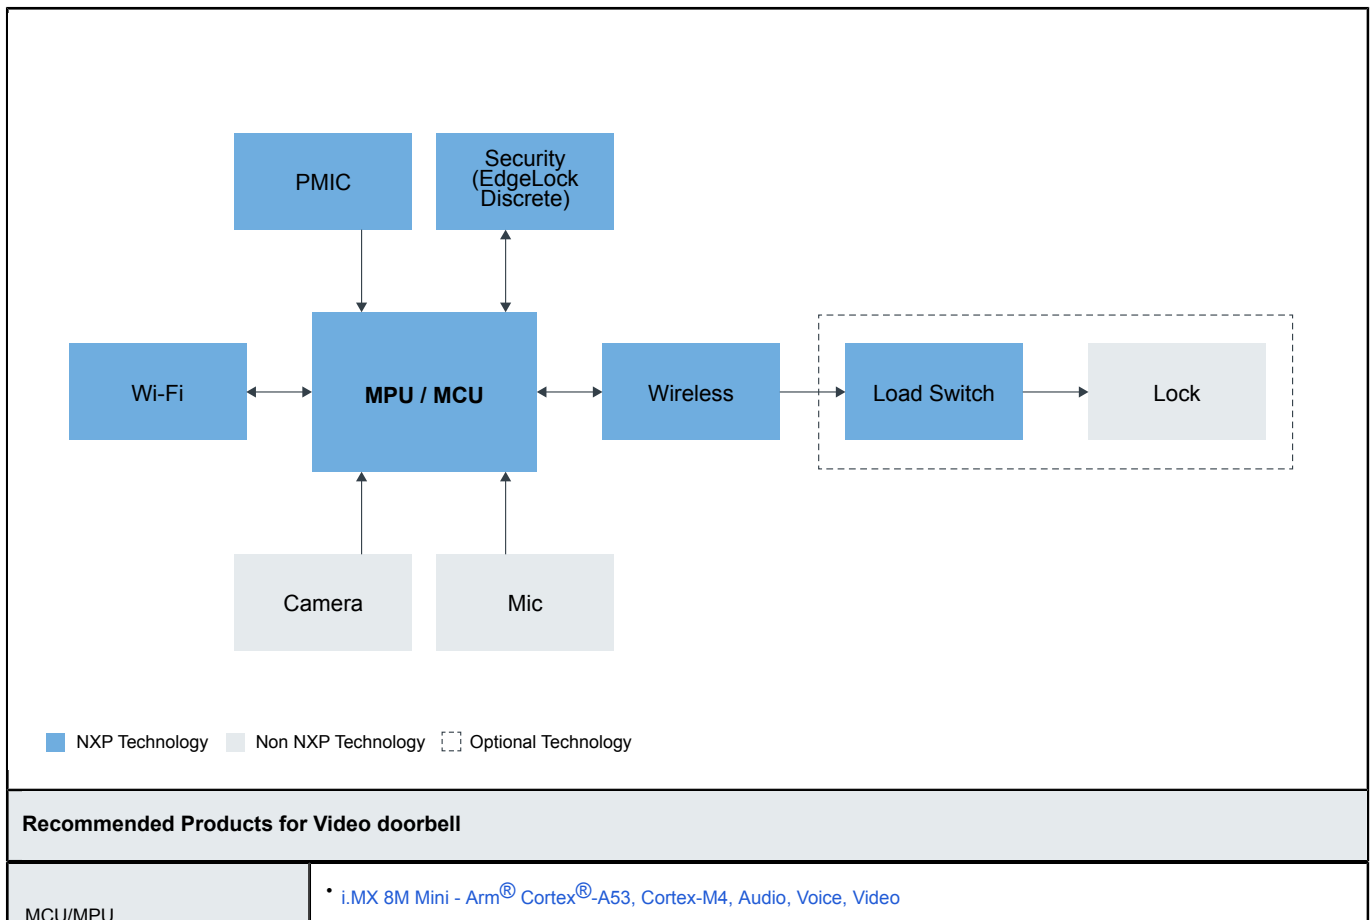 PMIC
Security
(EdgeLock
Discrete)
Wi-Fi
MPU / MCU
Wireless
Load Switch
Lock
Camera
Mic
NXP Technology
Non NXP Technology
Optional Technology
Recommended Products for Video doorbell
MCU/MPU
• i.MX 8M Mini - Arm® Cortex®-A53, Cortex-M4, Audio, Voice, Video